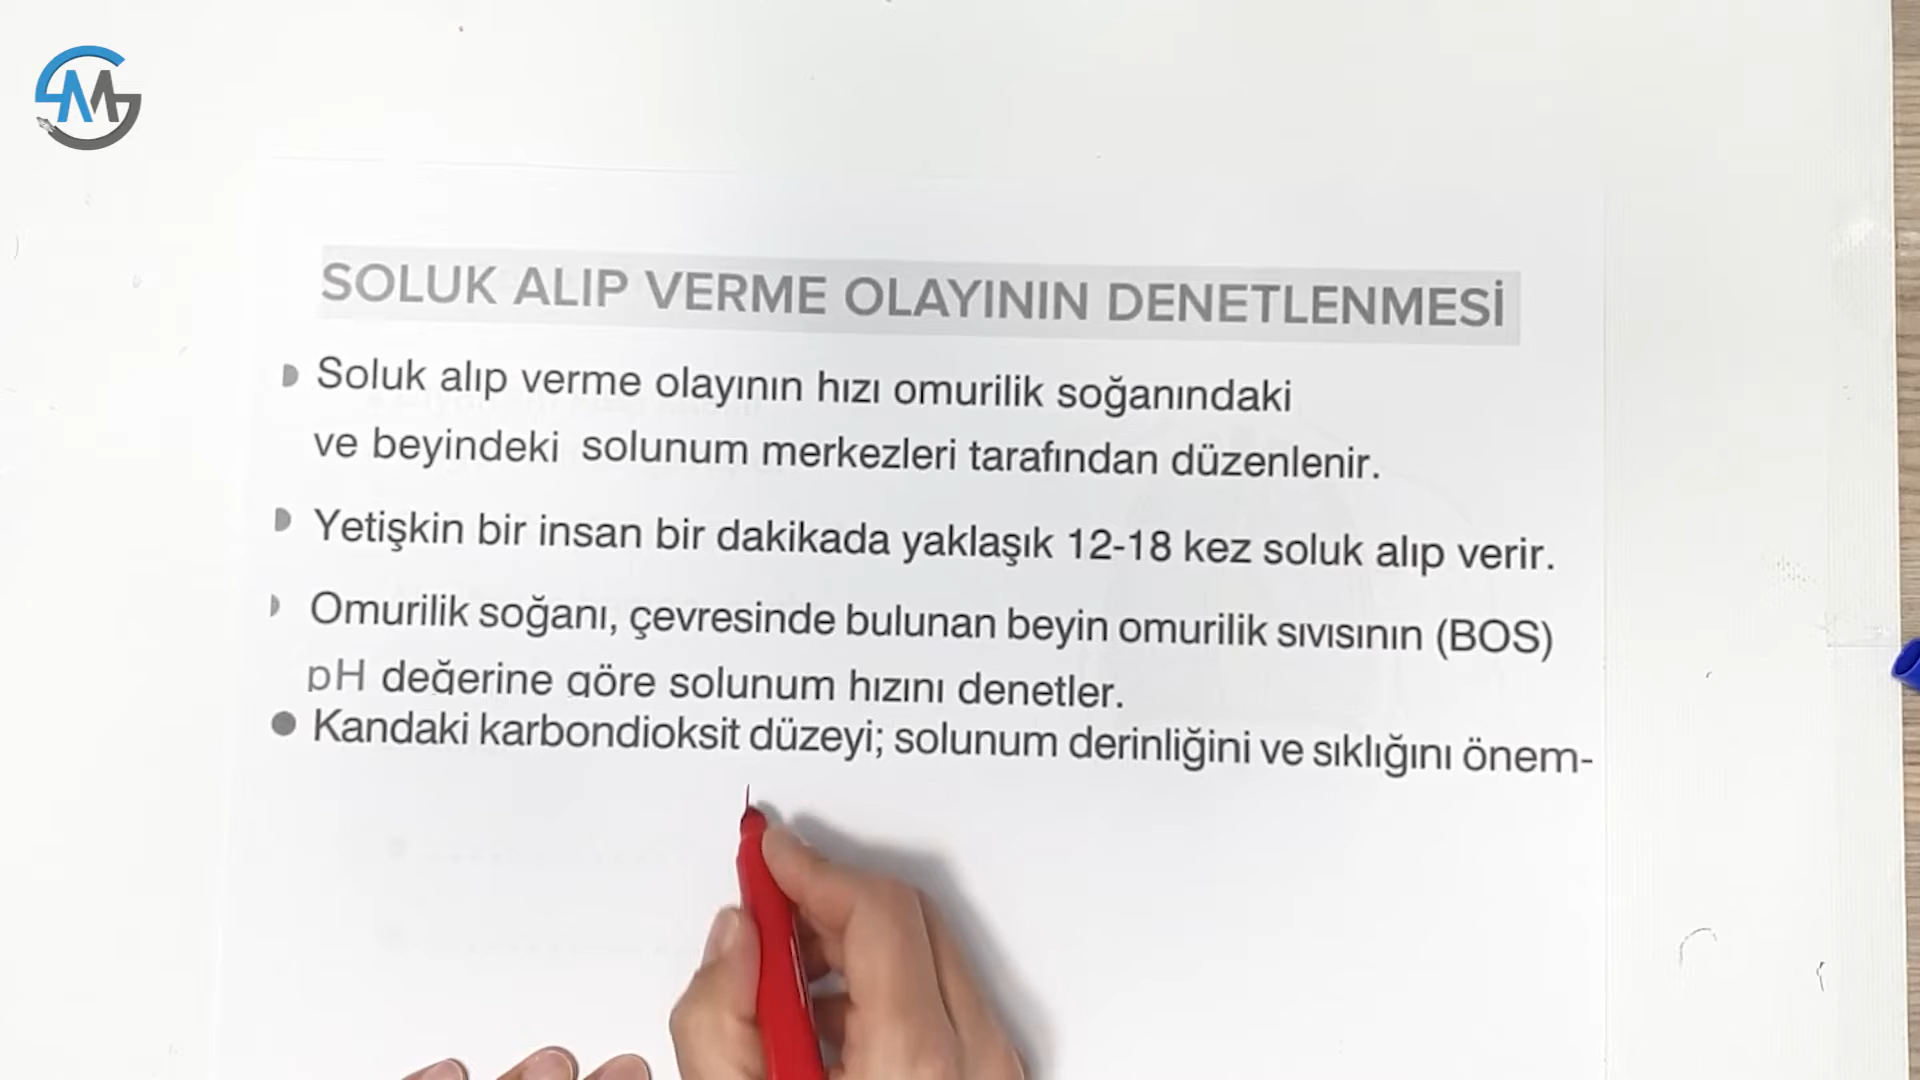 SOLUK ALIP VERME OLAYININ DENETLENMESİ
Soluk alıp verme olayının hızı omurilik soğanındaki
ve beyindeki solunum merkezleri tarafından düzenlenir.
Yetişkin bir insan bir dakikada yaklaşık 12-18 kez soluk alıp verir.
Omurilik soğanı, çevresinde bulunan beyin omurilik sıvısının (BOS)
pH değerine göre solunum hızını denetler.
Kandaki karbondioksit düzeyi; solunum derinliğini ve sıklığını önem-